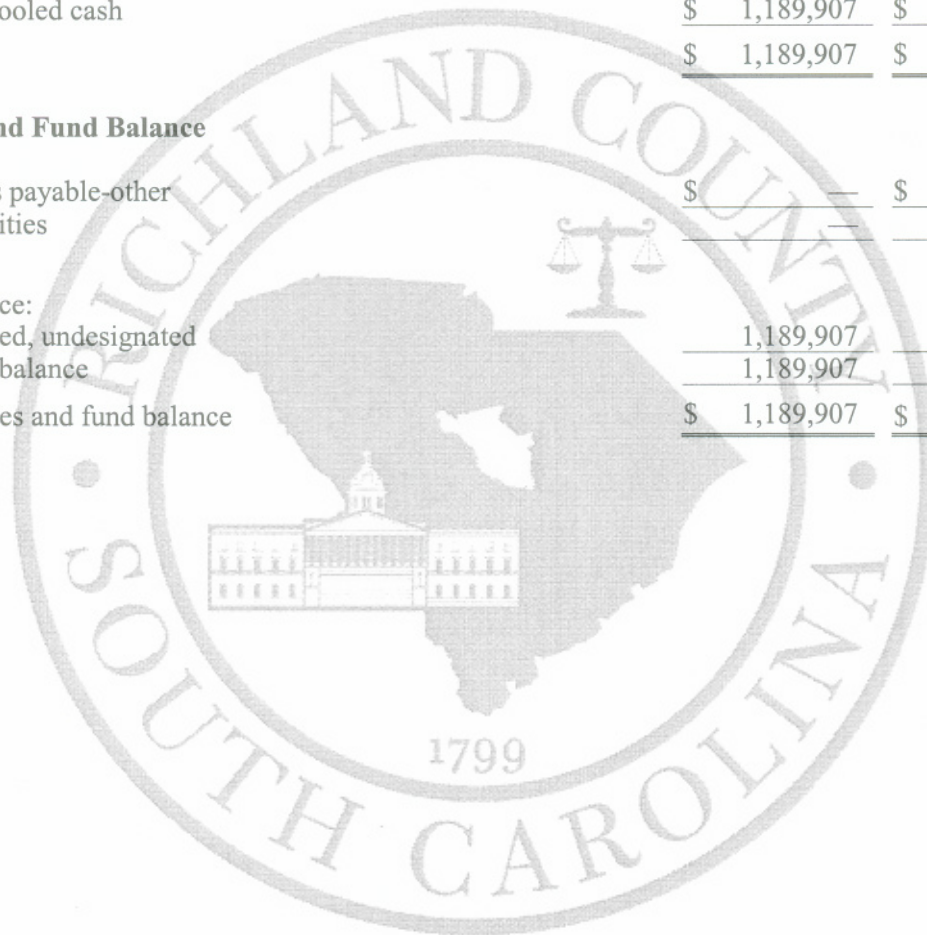 ooled cash $ 1,189,907 $
$ 1,189,907 $
nd Fund Balance
s payable-other $ — $
ities —
ce:
ed, undesignated 1,189,907
balance 1,189,907
es and fund balance $ 1,189,907 $
RICHLAND COUNTY
1799
SOUTH CAROLINA